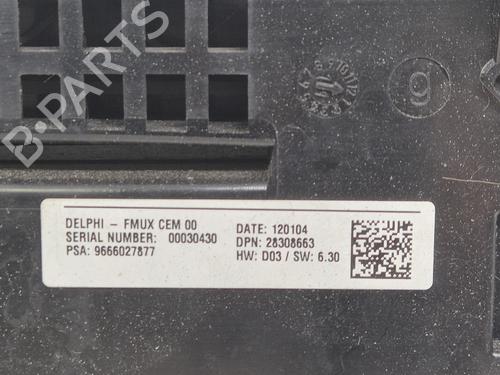 B-PARTS
g
DELPHI - FMUX CEM 00
SERIAL NUMBER: 00030430
PSA: 9666027877
DATE: 120104
DPN: 28308663
HW: D03 / SW: 6.30